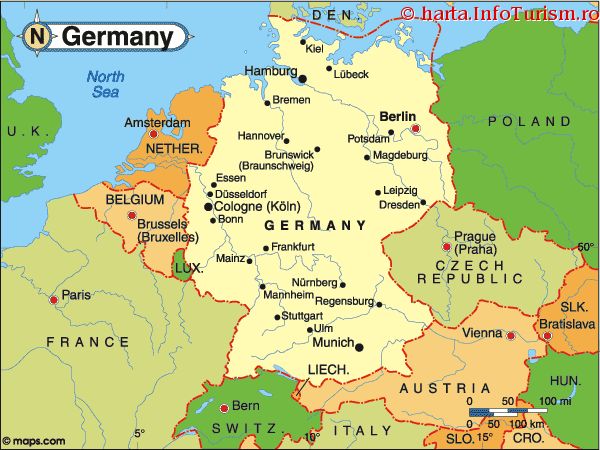 © harta.InfoTurism.ro
N Germany
DEN.
Kiel
North
Sea
Hamburg
Lübeck
Bremen
U.K.
Amsterdam
NETHER.
Berlin
POLAND
Potsdam
Hannover
Brunswick
(Braunschweig)
Magdeburg
Essen
Düsseldorf
Cologne (Köln)
Bonn
Leipzig
Dresden
BELGIUM
Brussels
(Bruxelles)
GERMANY
Frankfurt
Mainz
LUX.
Prague
(Praha)
CZECH
REPUBLIC
50°
Paris
FRANCE
Mannheim
Nürnberg
Regensburg
Stuttgart
Ulm
Munich
SLK.
Bratislava
Vienna
LIECH.
AUSTRIA
HUN.
Bern
SWITZ.
ITALY
0 50 100 mi
0 50 100 km
SLO.
CRO.
5°
10°
15°
© maps.com